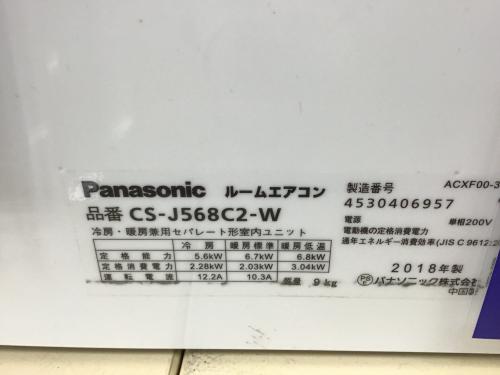 Panasonic ルームエアコン
品番 CS-J568C2-W
冷房・暖房兼用セパレート形室内ユニット
冷房 暖房標準 暖房低温
定格能力 5.6kW 6.7kW 6.8kW
定格消費電力 2.28kW 2.03kW 3.04kW
運転電流 12.2A 10.3A
質量 9 kg
ACXF00-3
製造番号
4530406957
電源 単相200V
電動機の定格消費電力
通年エネルギー消費効率(JIS C 9612:20
2018年製
PS パナソニック株式会
中国製